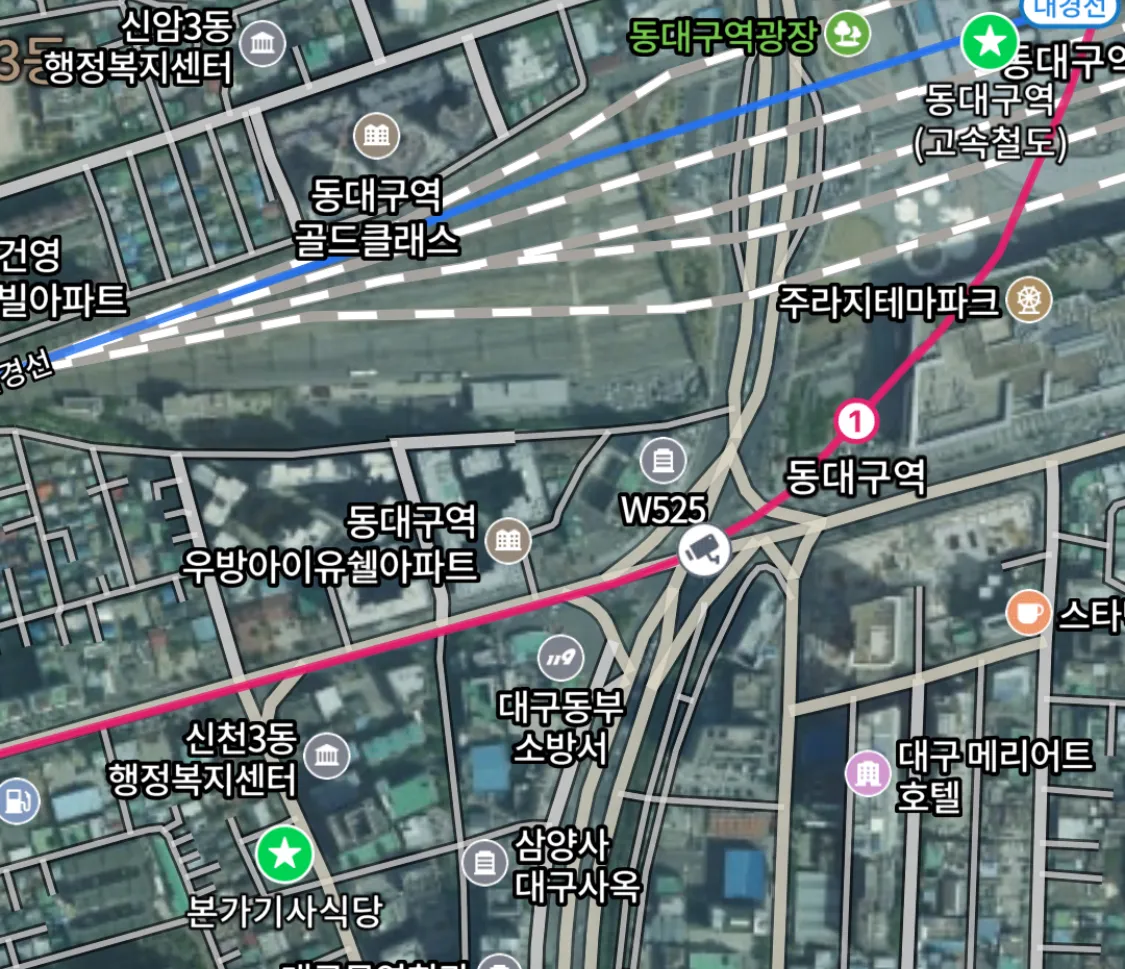 신암3동
행정복지센터
3동
동대구역광장
대경선
동대구역
동대구역
(고속철도)
동대구역
골드클래스
건영
빌아파트
경선
주라지테마파크
1
동대구역
W525
동대구역
우방아이유쉘아파트
119
대구동부
소방서
스타
신천3동
행정복지센터
대구 메리어트
호텔
삼양사
대구사옥
본가기사식당